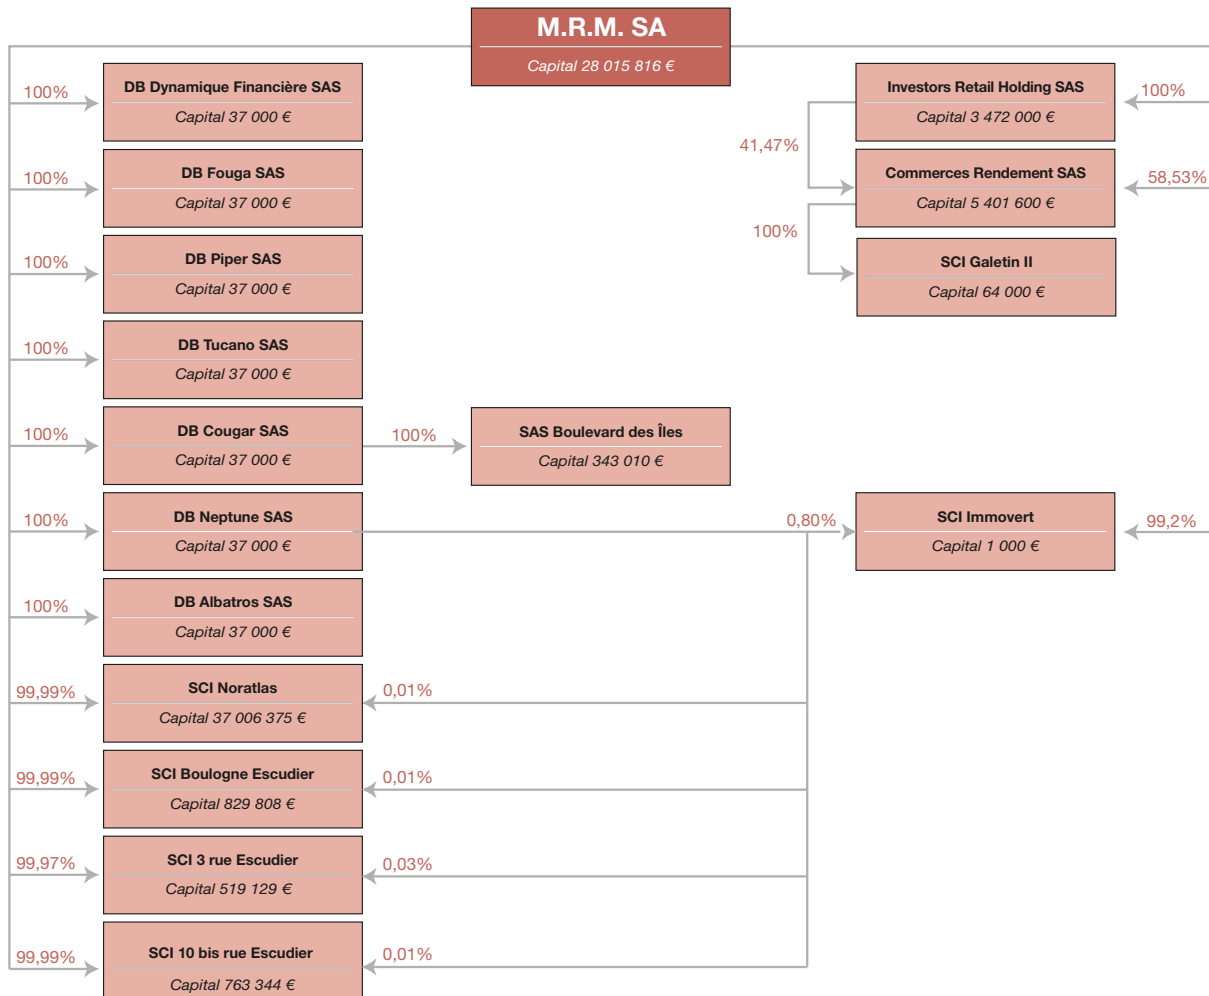 M.R.M. SA
Capital 28 015 816 €
100%
DB Dynamique Financière SAS
Capital 37 000 €
Investors Retail Holding SAS
Capital 3 472 000 €
100%
41,47%
100%
DB Fouga SAS
Capital 37 000 €
Commerces Rendement SAS
Capital 5 401 600 €
58,53%
100%
100%
DB Piper SAS
Capital 37 000 €
SCI Galetin II
Capital 64 000 €
100%
DB Tucano SAS
Capital 37 000 €
100%
DB Cougar SAS
Capital 37 000 €
100%
SAS Boulevard des Îles
Capital 343 010 €
100%
DB Neptune SAS
Capital 37 000 €
0,80%
SCI Immovert
Capital 1 000 €
99,2%
100%
DB Albatros SAS
Capital 37 000 €
99,99%
SCI Noratlas
Capital 37 006 375 €
0,01%
99,99%
SCI Boulogne Escudier
Capital 829 808 €
0,01%
99,97%
SCI 3 rue Escudier
Capital 519 129 €
0,03%
99,99%
SCI 10 bis rue Escudier
Capital 763 344 €
0,01%